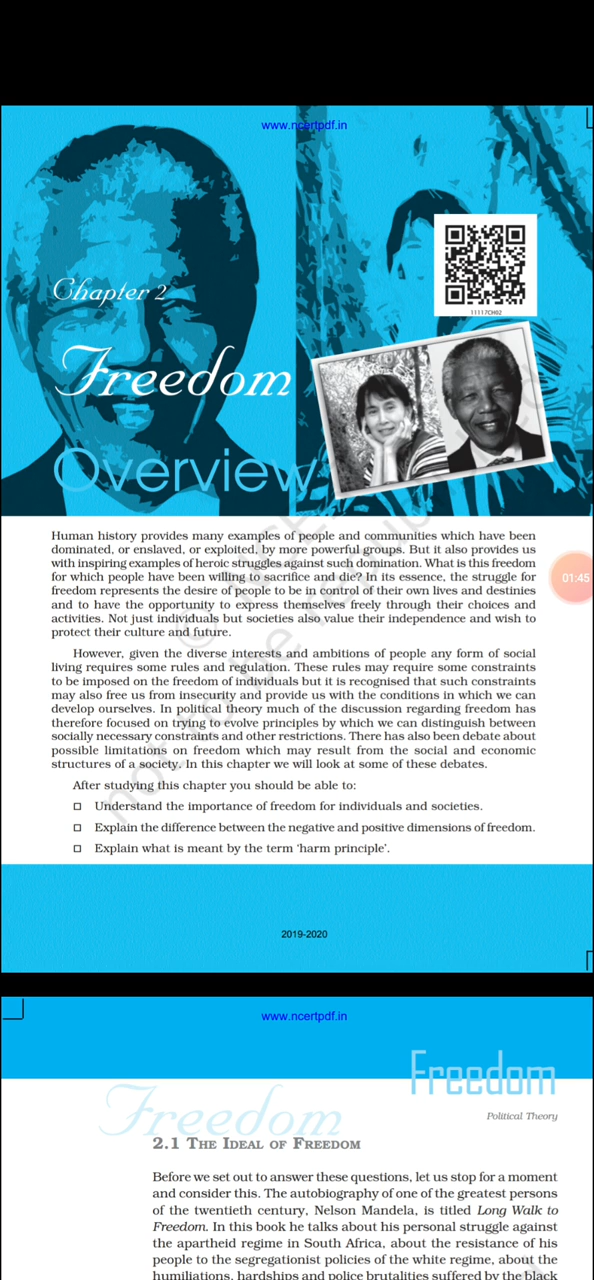 www.ncertpdf.in
Chapter 2
Freedom
Overview
11117CH02
Human history provides many examples of people and communities which have been
dominated, or enslaved, or exploited, by more powerful groups. But it also provides us
with inspiring examples of heroic struggles against such domination. What is this freedom
for which people have been willing to sacrifice and die? In its essence, the struggle for
freedom represents the desire of people to be in control of their own lives and destinies
and to have the opportunity to express themselves freely through their choices and
activities. Not just individuals but societies also value their independence and wish to
protect their culture and future.
01:45
However, given the diverse interests and ambitions of people any form of social
living requires some rules and regulation. These rules may require some constraints
to be imposed on the freedom of individuals but it is recognised that such constraints
may also free us from insecurity and provide us with the conditions in which we can
develop ourselves. In political theory much of the discussion regarding freedom has
therefore focused on trying to evolve principles by which we can distinguish between
socially necessary constraints and other restrictions. There has also been debate about
possible limitations on freedom which may result from the social and economic
structures of a society. In this chapter we will look at some of these debates.
After studying this chapter you should be able to:
Understand the importance of freedom for individuals and societies.
Explain the difference between the negative and positive dimensions of freedom.
Explain what is meant by the term ‘harm principle’.
not to be republished
2019-2020
www.ncertpdf.in
Freedom
Freedom
Political Theory
2.1 THE IDEAL OF FREEDOM
Before we set out to answer these questions, let us stop for a moment
and consider this. The autobiography of one of the greatest persons
of the twentieth century, Nelson Mandela, is titled Long Walk to
Freedom. In this book he talks about his personal struggle against
the apartheid regime in South Africa, about the resistance of his
people to the segregationist policies of the white regime, about the
humiliations, hardships and police brutalities suffered by the black